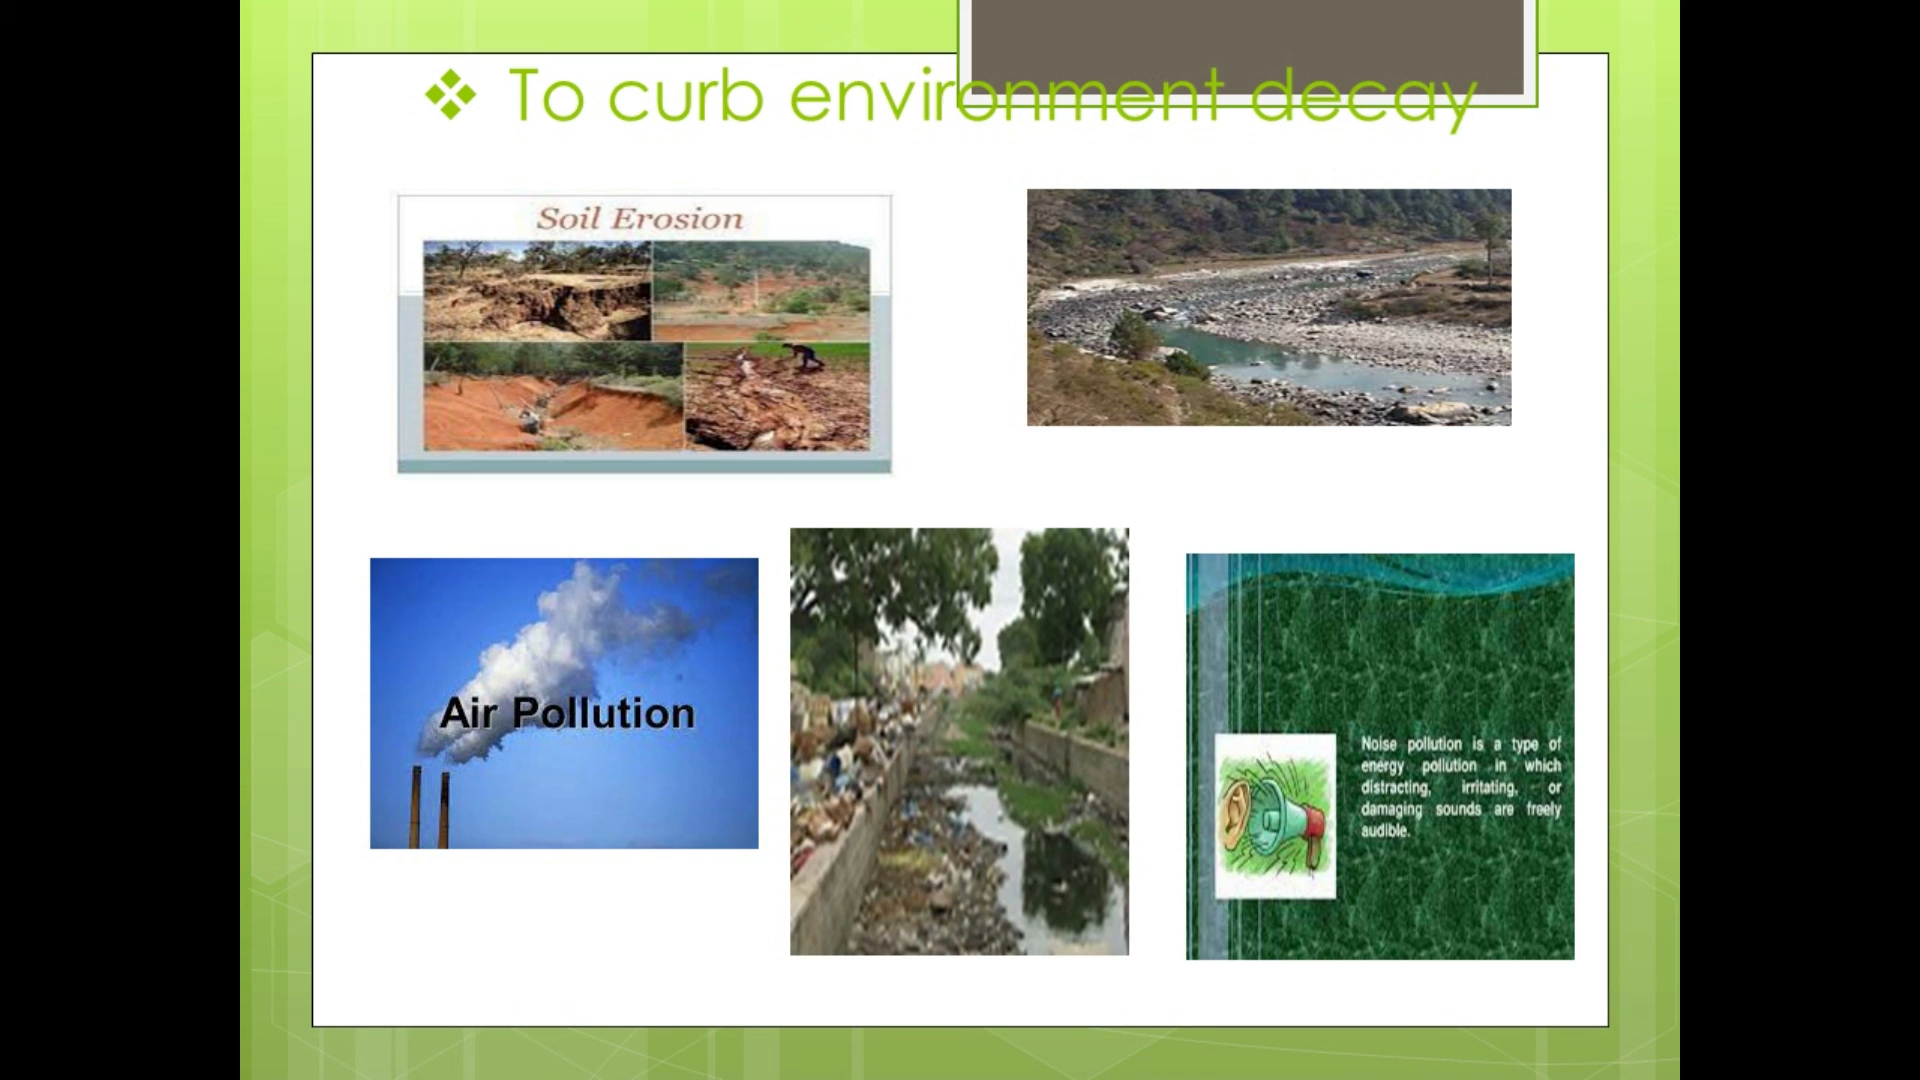 ❖ To curb environment decay
Soil Erosion
Air Pollution
Noise pollution is a type of
energy pollution in which
distracting, irritating, or
damaging sounds are freely
audible.